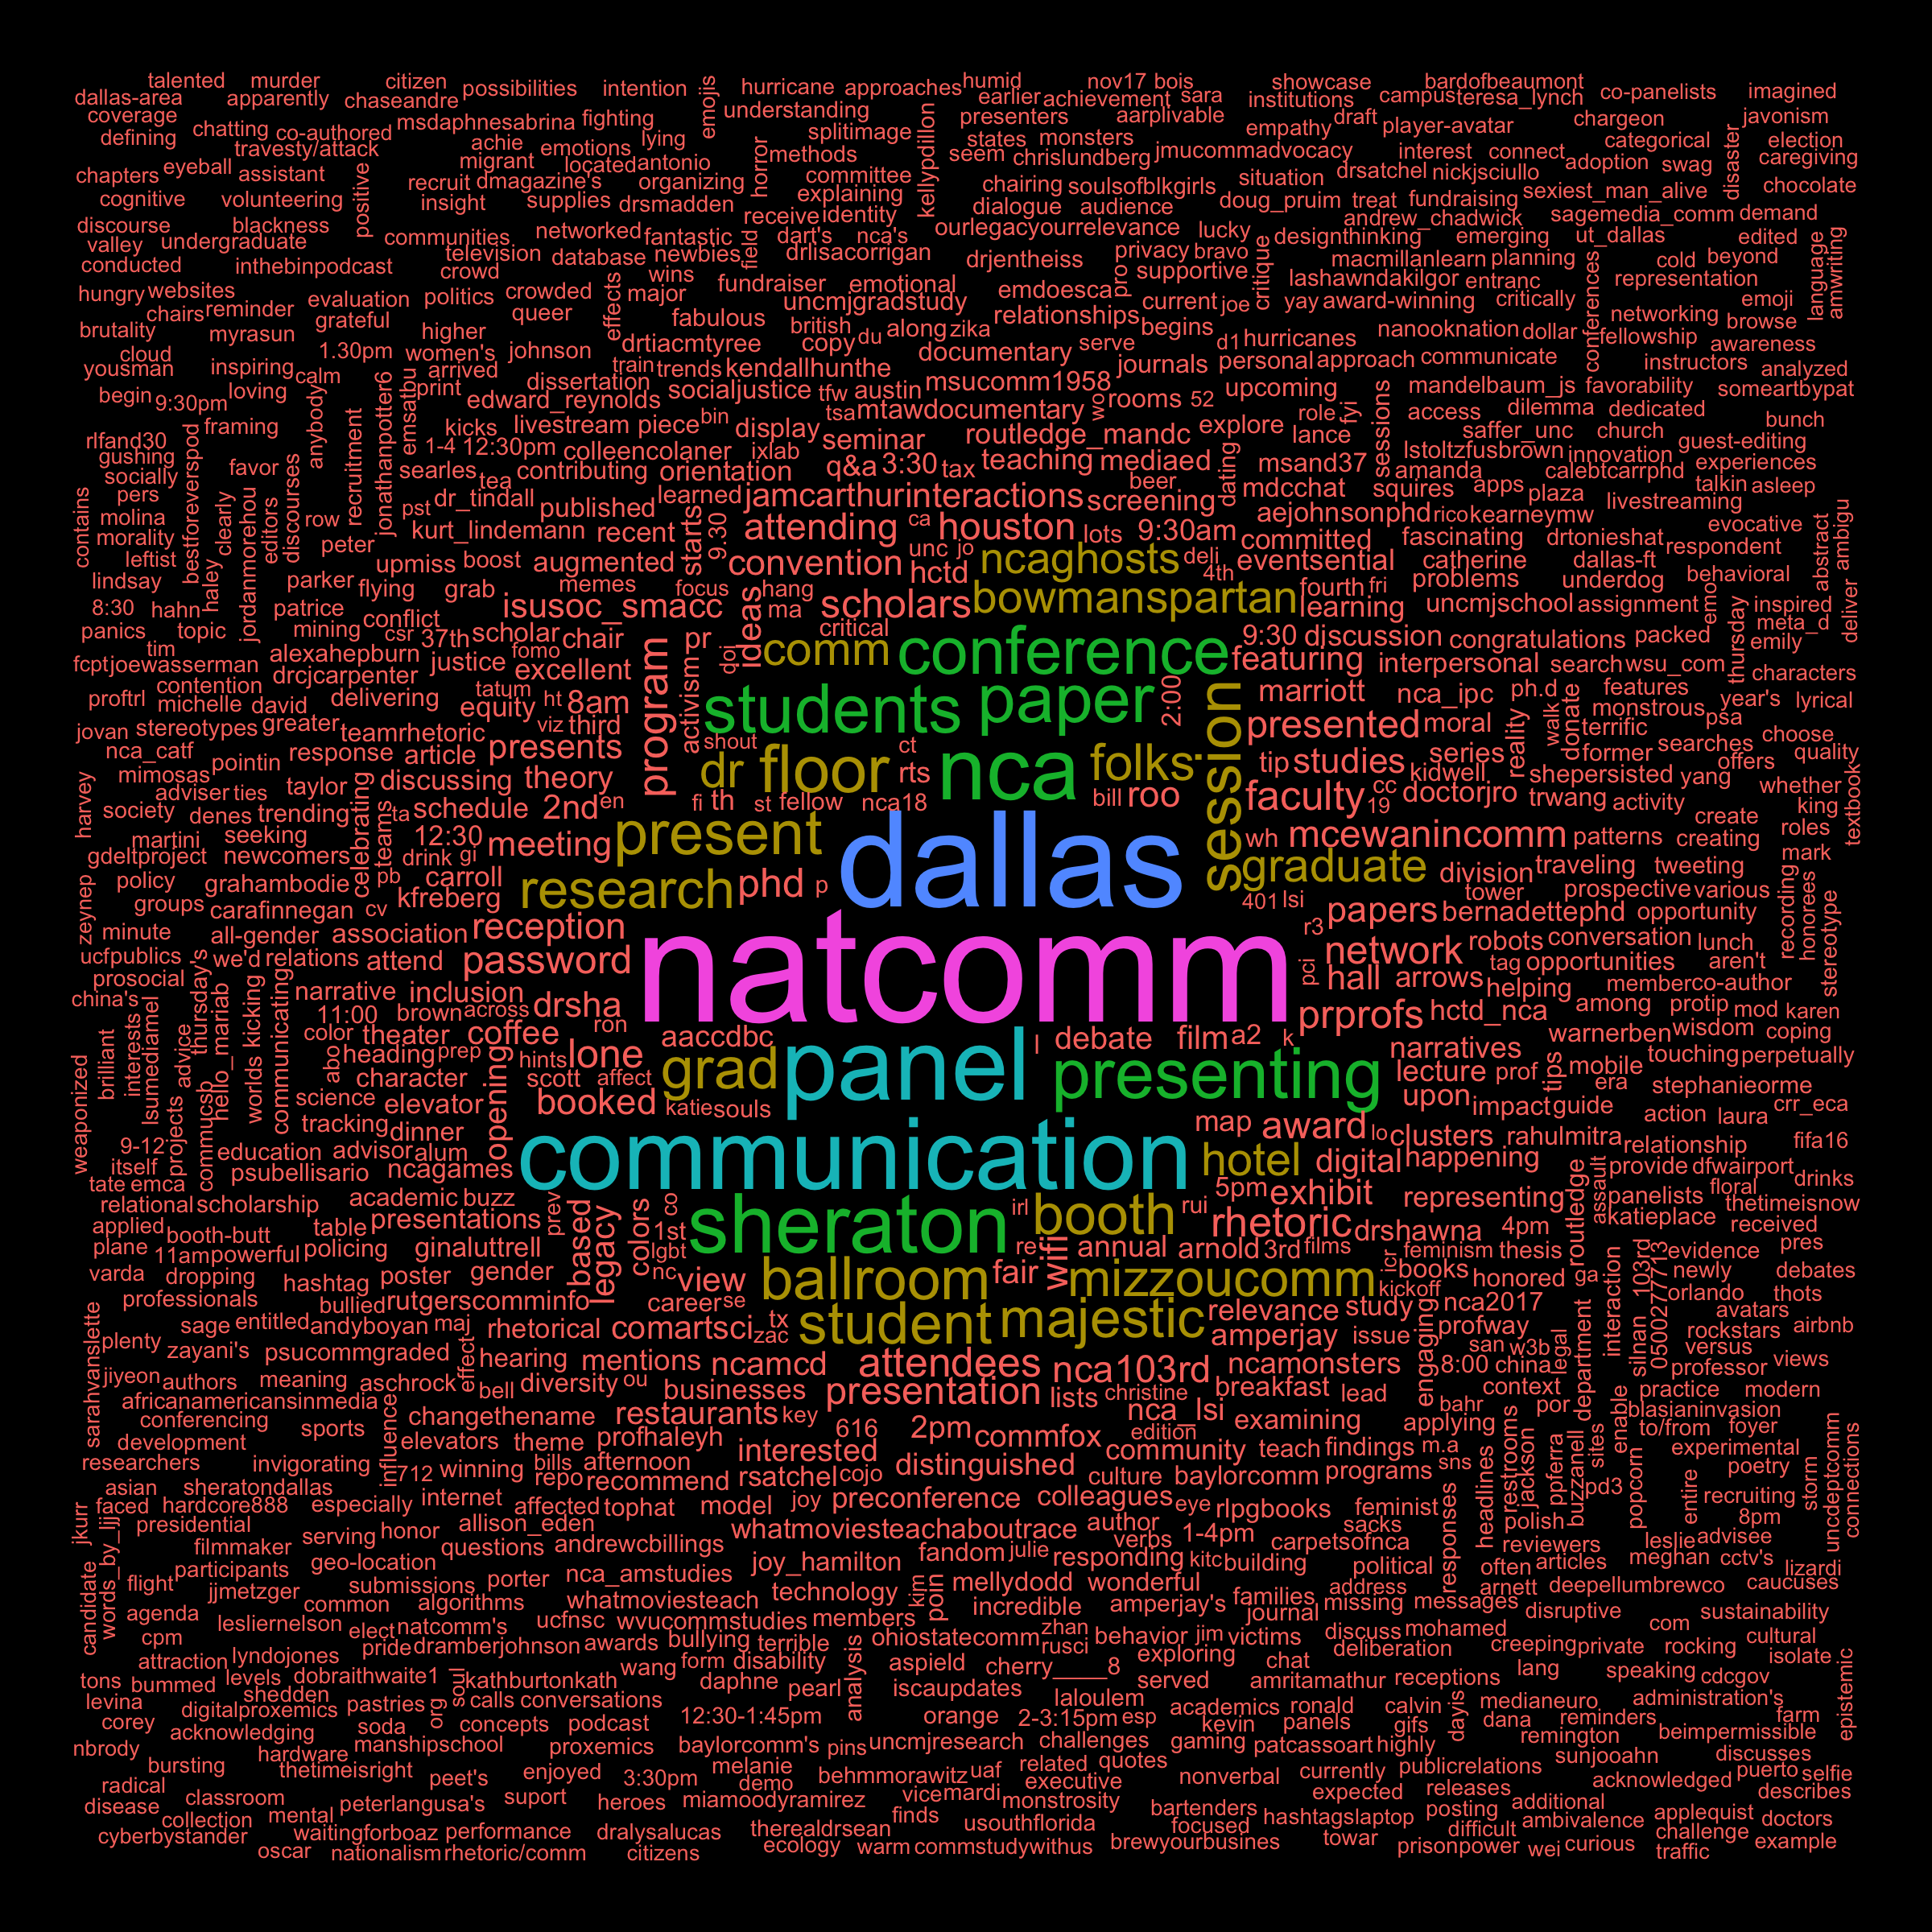 talented murder citizen possibilities intention emojis hurricane approaches humid nov17 bois showcase bardofbeaumont
dallas-area apparently chaseandre understanding earlier achievement sara institutions campus teresa_lynch co-panelists imagined
coverage chatting co-authored msdaphnesabrina fighting splitimage presenters aarplivable empathy draft player-avatar chargeon javonism
defining travesty/attack achie emotions lying horror methods states monsters categorical election
chapters eyeball assistant migrant located antonio committee seem chrislundberg jmucommadvocacy interest connect adoption swag disaster caregiving
cognitive volunteering positive recruit dmagazine's organizing explaining kellypdillon chairing soulsofblkgirls situation drsatchel nickjsciullo sexiest_man_alive chocolate
discourse blackness insight supplies drsmadden receive identity dialogue audience doug_pruim treat fundraising andrew_chadwick sagemedia_comm demand
valley undergraduate communities networked fantastic field dart's nca's ourlegacyyourrelevance lucky designthinking emerging ut_dallas edited language
conducted inthebinpodcast television database newbies drlisacorrigan drjentheiss privacy bravo critique macmillanlearn planning conferences cold beyond amwriting
hungry websites crowd wins fundraiser emotional emdoesca pro supportive lashawndakilgor entranc representation
chairs reminder evaluation politics crowded effects major uncmjgradstudy current joe yay award-winning critically emoji
brutality myrasun grateful higher queer fabulous british du along zika relationships begins d1 hurricanes nanooknation dollar networking browse
cloud 1.30pm women's johnson drtiacmtyree copy documentary serve fellowship awareness
yousman inspiring calm arrived train trends kendallhunthe journals personal approach communicate instructors analyzed
begin loving jonathanpotter6 emsatbu print dissertation socialjustice tfw austin msucomm1958 upcoming sessions mandelbaum_js favorability someartbypat
9:30pm anybody recruitment edward_reynolds bin tsa mtawdocumentary wo rooms 52 role fyi access dilemma dedicated bunch
rlfand30 framing kicks livestream piece display seminar routledge_mandc explore lance saffer_unc church guest-editing
gushing bestforeverspod 1-4 12:30pm colleencolaner ixlab q&a 3:30 tax teaching mediaed dating msand37 lstoltzfusbrown innovation experiences
socially favor searles tea contributing orientation beer amanda calebtcarrphd talkin asleep
contains pers discourses pst dr_tindall published learned jamcarthurinteractions screening mdcchat squires apps plaza livestreaming
molina clearly editors row kurt_lindemann recent starts 9.30 attending ca houston lots 9:30am aejohnsonphd rico kearneymw evocative abstract ambigu
morality peter committed fascinating drtonieshat respondent
leftist haley jordanmorehou upmiss boost augmented convention unc jo hctd ncaghosts deli eventsential catherine dallas-ft
lindsay parker flying grab memes focus hang 4th fourth fri problems underdog behavioral
8:30 hahn patrice conflict isusoc_smacc ideas ma scholars bowmanspartan learning uncmjschool assignment emor inspired deliver
panics topic mining csr 37th scholar chair pr critical 9:30 discussion congratulations packed meta_d
tim alexahepburn justice fomo program doi comm conference featuring interpersonal search wsu_com thursday emily
fcpt joewasserman drcjcarpenter excellent activism characters
proftrl contention delivering tatum ht 8am students paper 2:00 session marriott nca_ipc ph.d donate features year's lyrical
michelle david equity monstrous psa
jovan stereotypes greater teamrhetoric viz third shout ct presented moral reality walk terrific choose
nca_catf response article presents dr floor nca folks tip studies series former searches quality
mimosas pointin discussing theory rts kidwell shepersisted yang offers
harvey adviser ties taylor celebrating schedule 2nd en fi th st fellow nca18 bill roo faculty cc doctorjro trwang activity whether textbook
society denes trending ta 19 create king
martini seeking teams 12:30 meeting present dallas wh mcewanincomm patterns creating roles
gdeltproject newcomers drink gi division traveling tweeting mark
policy grahambodie pb carroll research phd p graduate tower prospective various
zeynep groups carafinnegan cv kfreberg 401 lsi papers bernadettephd opportunity recording honorees stereotype
minute all-gender association reception natcomm r3 robots conversation lunch
ucfpublics we'd relations attend password pci network tag opportunities aren't
prosocial thursday's narrative inclusion drsha hall arrows helping member co-author
china's kicking communicating 11:00 brown across ron prprofs hctd_nca among protip mod karen
interests hello_mariab color theater coffee aaccdbc l debate film a2 k warnerben wisdom coping
weaponized brilliant lsumediamel advice worlds abo heading prep hints lone grad panel presenting narratives mobile touching perpetually
projects commucsb character opening scott affect lecture prof tips era stephanieorme
science elevator booked katie souls upon impact guide action laura crr_eca
9-12 tracking dinner communication map award lo clusters rahulmitra relationship fifa16
itself education advisor alum hotel digital happening routledge provide dfwairport
tate emca psubellisario ncagames 5pm assault floral drinks
relational scholarship academic buzz prev based legacy colors co sheraton irl booth rui exhibit representing panelists thetimeisnow
applied booth-butt table presentations 1st rhetoric drshawna 4pm akatieplace received
plane 11am powerful policing ginaluttrell lgbt re wifi annual arnold 3rd films icr feminism thesis interaction silnan_103rd evidence pres
varda dropping hashtag poster gender nc view ballroom fair mizzoucomm kickoff books honored ga newly debates
professionals bullied rutgerscomminfo career se relevance study engaging nca2017 department 0500277713 orlando thots
sarahvanslette sage entitled andyboyan maj rhetorical comartsci tx zac student majestic amperjay issue profway rockstars avatars airbnb
plenty zayani's psucommgraded effect hearing mentions ncamcd attendees nca103rd ncamonsters san w3b legal versus
jiyeon authors meaning aschrock bell diversity ou businesses presentation lists christine breakfast lead 8:00 china context professor views
africanamericansinmedia influence changethename restaurants key nca_lsi bahr por enable practice modern
conferencing sports elevators theme profhaleyh 616 2pm commfox edition examining applying restrooms sites blasianinvasion
development i712 winning bills afternoon interested community teach findings m.a headlines jackson ppferra buzzanell to/from foyer
researchers invigorating repo recommend rsatchel cojo distinguished culture baylorcomm programs sns pd3 popcorn entire experimental
asian sheratondallas internet poetry uncdeptcomm connections
jkurr faced hardcore888 especially affected tophat model joy preconference colleagues eye rlpgbooks feminist responses recruiting storm
words_by_ljj presidential serving honor allison_eden whatmoviesteachaboutrace author verbs 1-4pm sacks carpetsofnca polish 8pm
candidate filmmaker questions andrewcbillings fandom julie responding kitc building reviewers leslie advisee
participants geo-location joy_hamilton political often articles meghan cctv's lizardi
flight jjmetzger submissions porter nca_amstudies technology kim poin mellydodd wonderful families address arnett deepellumbrewco caucuses
agenda common algorithms whatmoviesteach incredible amperjay's journal missing messages disruptive sustainability
lesliernelson elect natcomm's ucfnsc wvucommstudies members zhan discuss mohamed com
cpm lyndojones pride dramberjohnson awards bullying terrible analysis ohiostatecomm rusci behavior jim victims deliberation creeping private rocking cultural
attraction levels dobraithwaite1 soul kathburtonkath wang form disability aspield cherry____8 exploring chat lang speaking cdcgov isolate epistemic
tons bummed shedden org daphne pearl iscaupdates served amritamathur receptions
levina digitalproxemics pastries calls conversations laloulem academics ronald calvin davis medianeuro administration's
corey acknowledging soda concepts podcast 12:30-1:45pm orange 2-3:15pm esp kevin panels gifs dana reminders farm
nbrody hardware manshipschool proxemics baylorcomm's pins uncmjresearch challenges gaming patcassoart highly remington beimpermissible
bursting thetimeisright peet's enjoyed melanie uaf related quotes currently publicrelations sunjooahn discusses
radical classroom 3:30pm demo behmmorawitz executive nonverbal expected releases acknowledged puerto selfie
disease mental peterlangusa's suport heroes miamoodyramirez vice mardi monstrosity bartenders additional describes
collection hashtagslaptop posting ambivalence applequist doctors
cyberbystander waitingforboaz performance dralysalucas therealdrsean finds usouthflorida focused difficult challenge
oscar nationalism rhetoric/comm citizens ecology warm commstudywithus brewyourbusines towar prisonpower wei curious traffic example